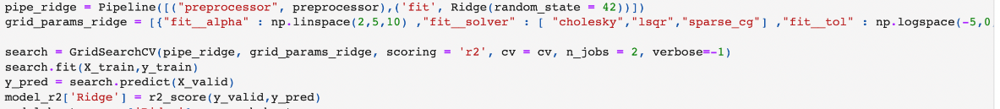 pipe_ridge = Pipeline([("preprocessor", preprocessor),('fit', Ridge(random_state = 42))])
grid_params_ridge = [{"fit__alpha" : np.linspace(2,5,10) ,"fit__solver" : [ "cholesky","lsqr","sparse_cg"] ,"fit__tol" : np.logspace(-5,0
search = GridSearchCV(pipe_ridge, grid_params_ridge, scoring = 'r2', cv = cv, n_jobs = 2, verbose=-1)
search.fit(X_train,y_train)
y_pred = search.predict(X_valid)
model_r2['Ridge'] = r2_score(y_valid,y_pred)